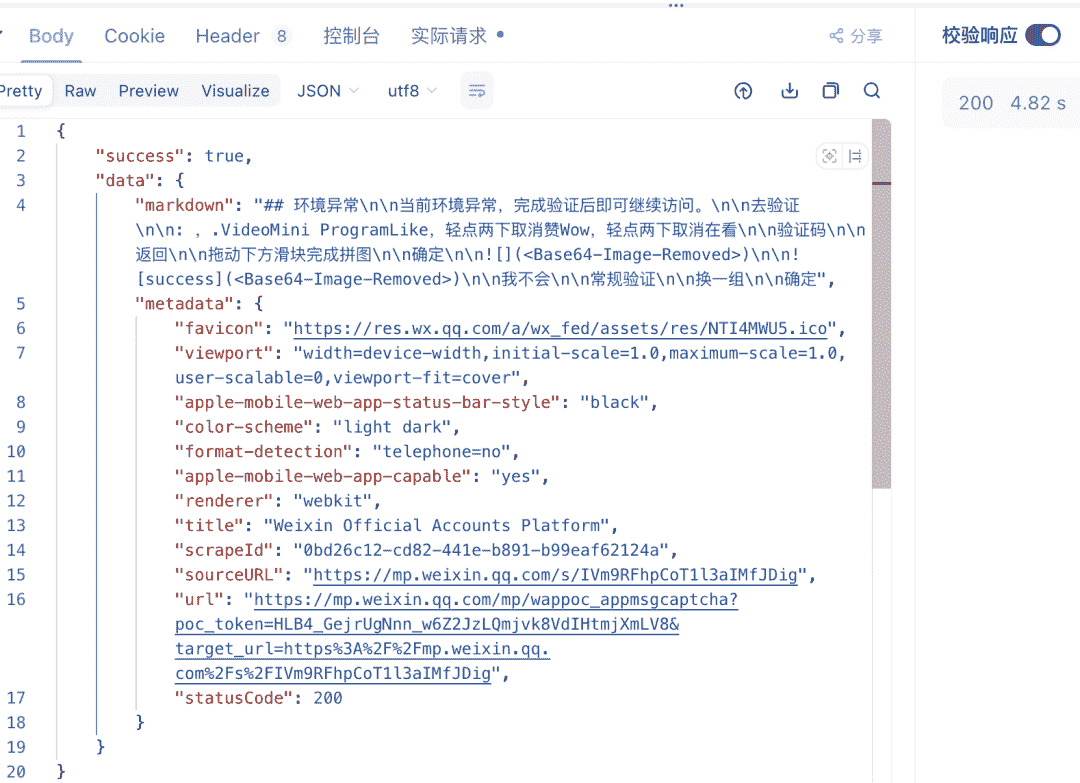 Body Cookie Header 8 控制台 实际请求 分享 校验响应
Pretty Raw Preview Visualize JSON utf8
200 4.82 s
1 {
2 "success": true,
3 "data": {
4 "markdown": "## 环境异常\n\n当前环境异常，完成验证后即可继续访问。\n\n去验证
\n\n: ，.VideoMini ProgramLike，轻点两下取消赞Wow，轻点两下取消在看\n\n验证码\n\n
返回\n\n拖动下方滑块完成拼图\n\n确定\n\n![](<Base64-Image-Removed>)\n\n!
[success](<Base64-Image-Removed>)\n\n我不会\n\n常规验证\n\n换一组\n\n确定",
5 "metadata": {
6 "favicon": "https://res.wx.qq.com/a/wx_fed/assets/res/NTI4MWU5.ico",
7 "viewport": "width=device-width,initial-scale=1.0,maximum-scale=1.0,
user-scalable=0,viewport-fit=cover",
8 "apple-mobile-web-app-status-bar-style": "black",
9 "color-scheme": "light dark",
10 "format-detection": "telephone=no",
11 "apple-mobile-web-app-capable": "yes",
12 "renderer": "webkit",
13 "title": "Weixin Official Accounts Platform",
14 "scrapeId": "0bd26c12-cd82-441e-b891-b99eaf62124a",
15 "sourceURL": "https://mp.weixin.qq.com/s/IVm9RFhpCoT1l3aIMfJDig",
16 "url": "https://mp.weixin.qq.com/mp/wappoc_appmsgcaptcha?
poc_token=HLB4_GejrUgNnn_w6Z2JzLQmjvk8VdIHtmjXmLV8&
target_url=https%3A%2F%2Fmp.weixin.qq.
com%2Fs%2FIVm9RFhpCoT1l3aIMfJDig",
17 "statusCode": 200
18 }
19 }
20 }